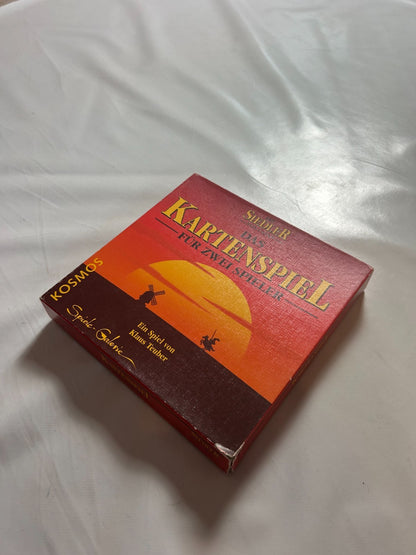 SIEDLER
DAS
KARTENSPIEL
FÜR ZWEI SPIELER
Ein Spiel von
Klaus Teuber
KOSMOS
Spiele Galerie